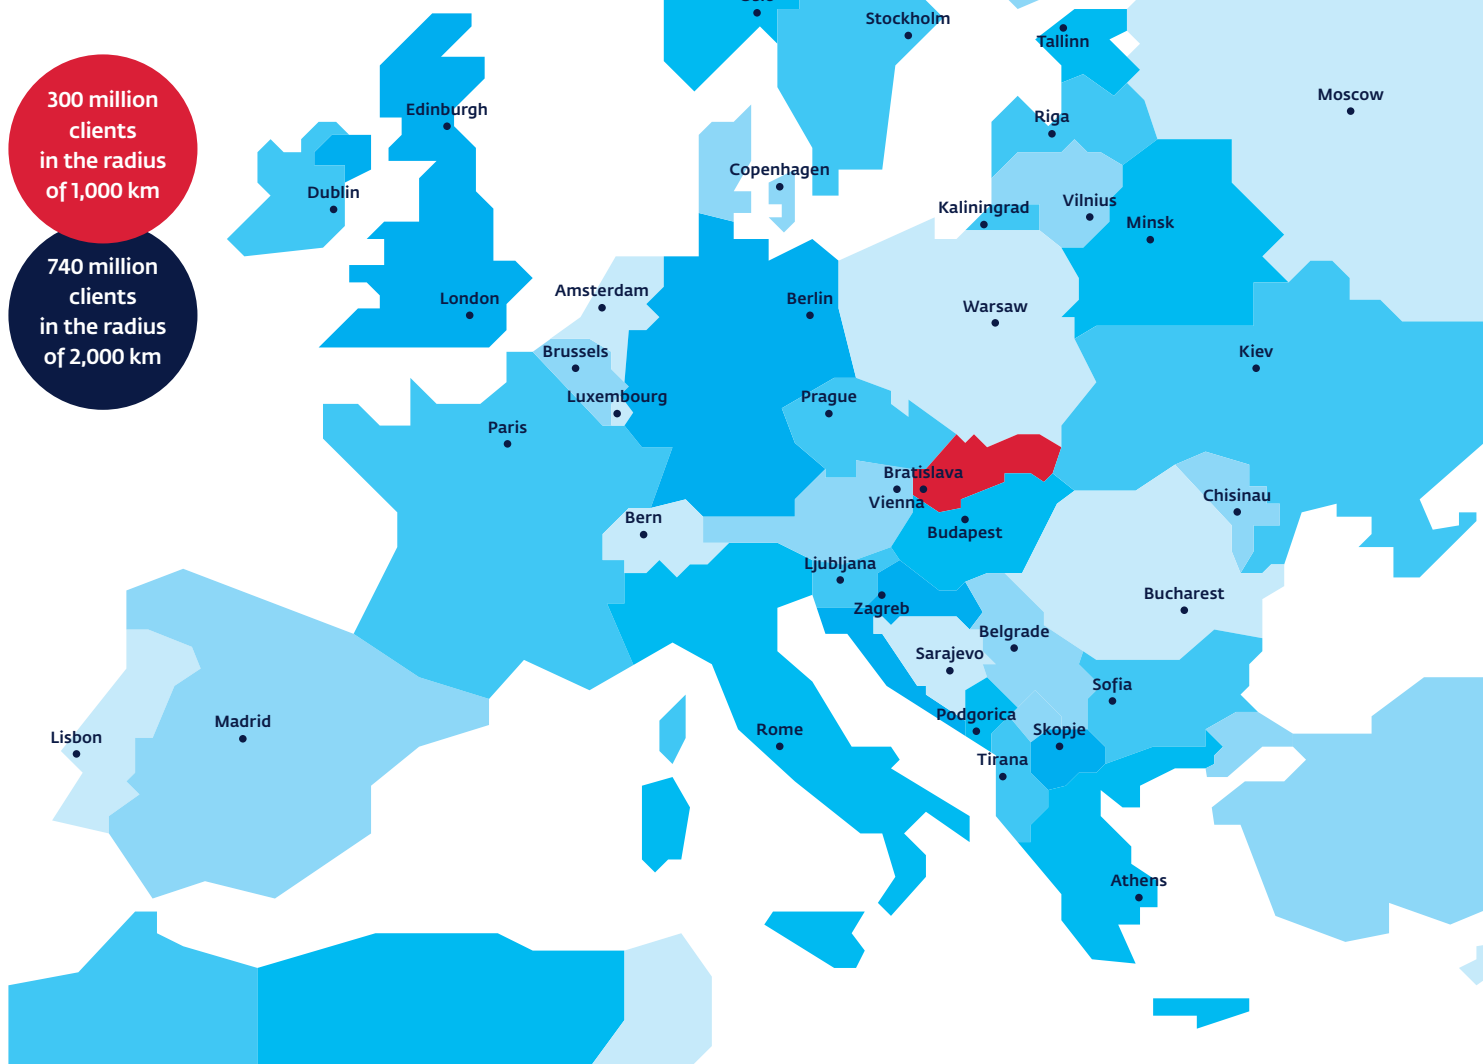 Oslo
Stockholm
Tallinn
Moscow
300 million
clients
in the radius
of 1,000 km
Edinburgh
Riga
Copenhagen
Dublin
Vilnius
Kaliningrad
Minsk
740 million
clients
in the radius
of 2,000 km
Amsterdam
London
Berlin
Warsaw
Brussels
Kiev
Luxembourg
Prague
Paris
Bratislava
Vienna
Chisinau
Bern
Budapest
Ljubljana
Bucharest
Zagreb
Belgrade
Sarajevo
Sofia
Podgorica
Madrid
Rome
Skopje
Lisbon
Tirana
Athens